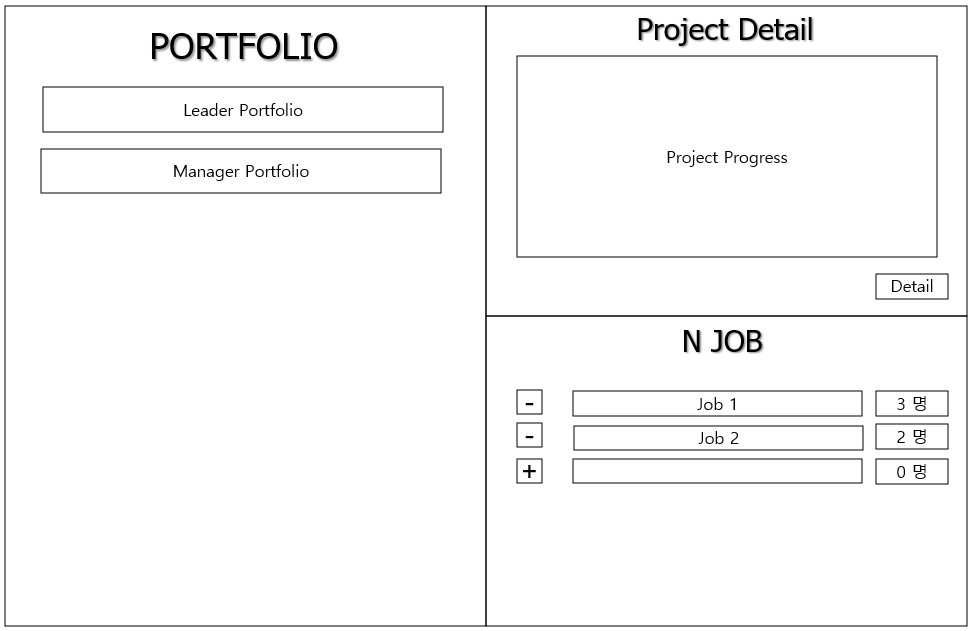 PORTFOLIO
Leader Portfolio
Manager Portfolio
Project Detail
Project Progress
Detail
N JOB
- Job 1 3 명
- Job 2 2 명
+ 0 명